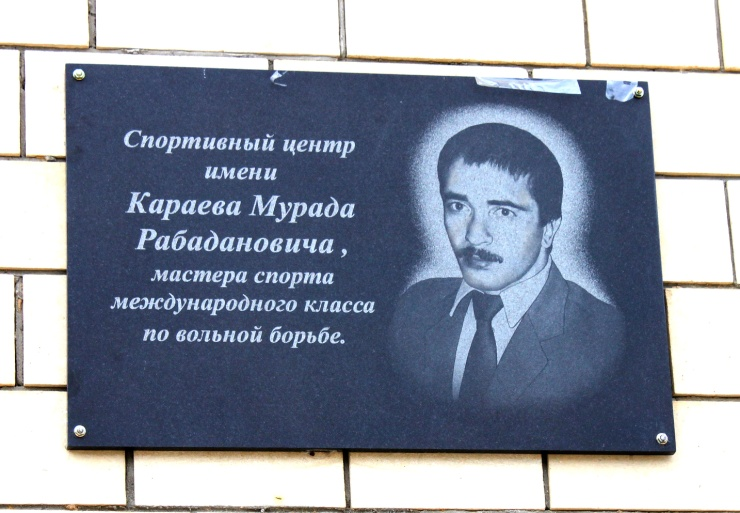 Спортивный центр
имени
Караева Мурада
Рабадановича ,
мастера спорта
международного класса
по вольной борьбе.